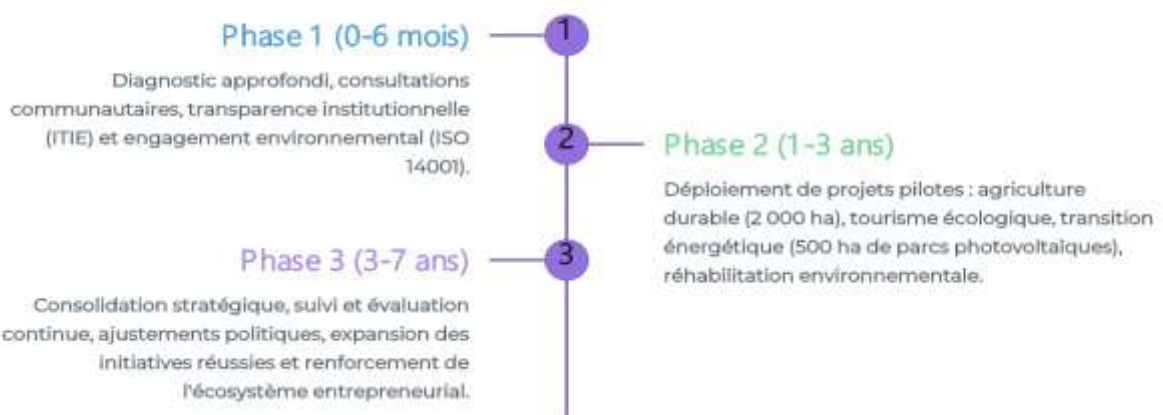 Phase 1 (0-6 mois)
1
Diagnostic approfondi, consultations
communautaires, transparence institutionnelle
(ITIE) et engagement environnemental (ISO
14001).
2
Phase 2 (1-3 ans)
Déploiement de projets pilotes : agriculture
durable (2 000 ha), tourisme écologique, transition
énergétique (500 ha de parcs photovoltaïques),
réhabilitation environnementale.
Phase 3 (3-7 ans)
3
Consolidation stratégique, suivi et évaluation
continue, ajustements politiques, expansion des
initiatives réussies et renforcement de
l'écosystème entrepreneurial.